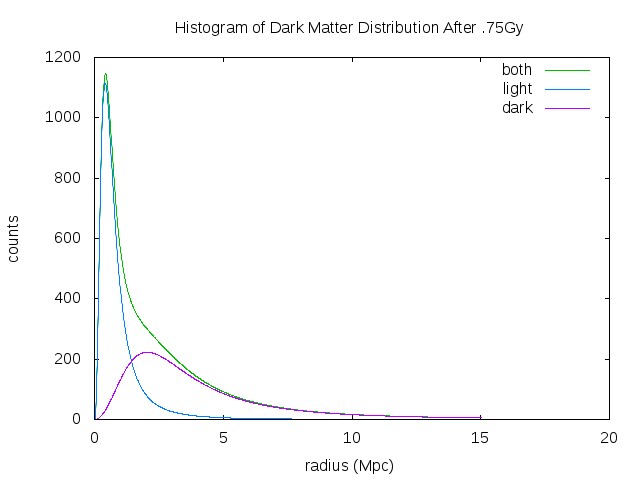 Histogram of Dark Matter Distribution After .75Gy
1200
1000
800
600
400
200
0
counts
both
light
dark
0 5 10 15 20
radius (Mpc)